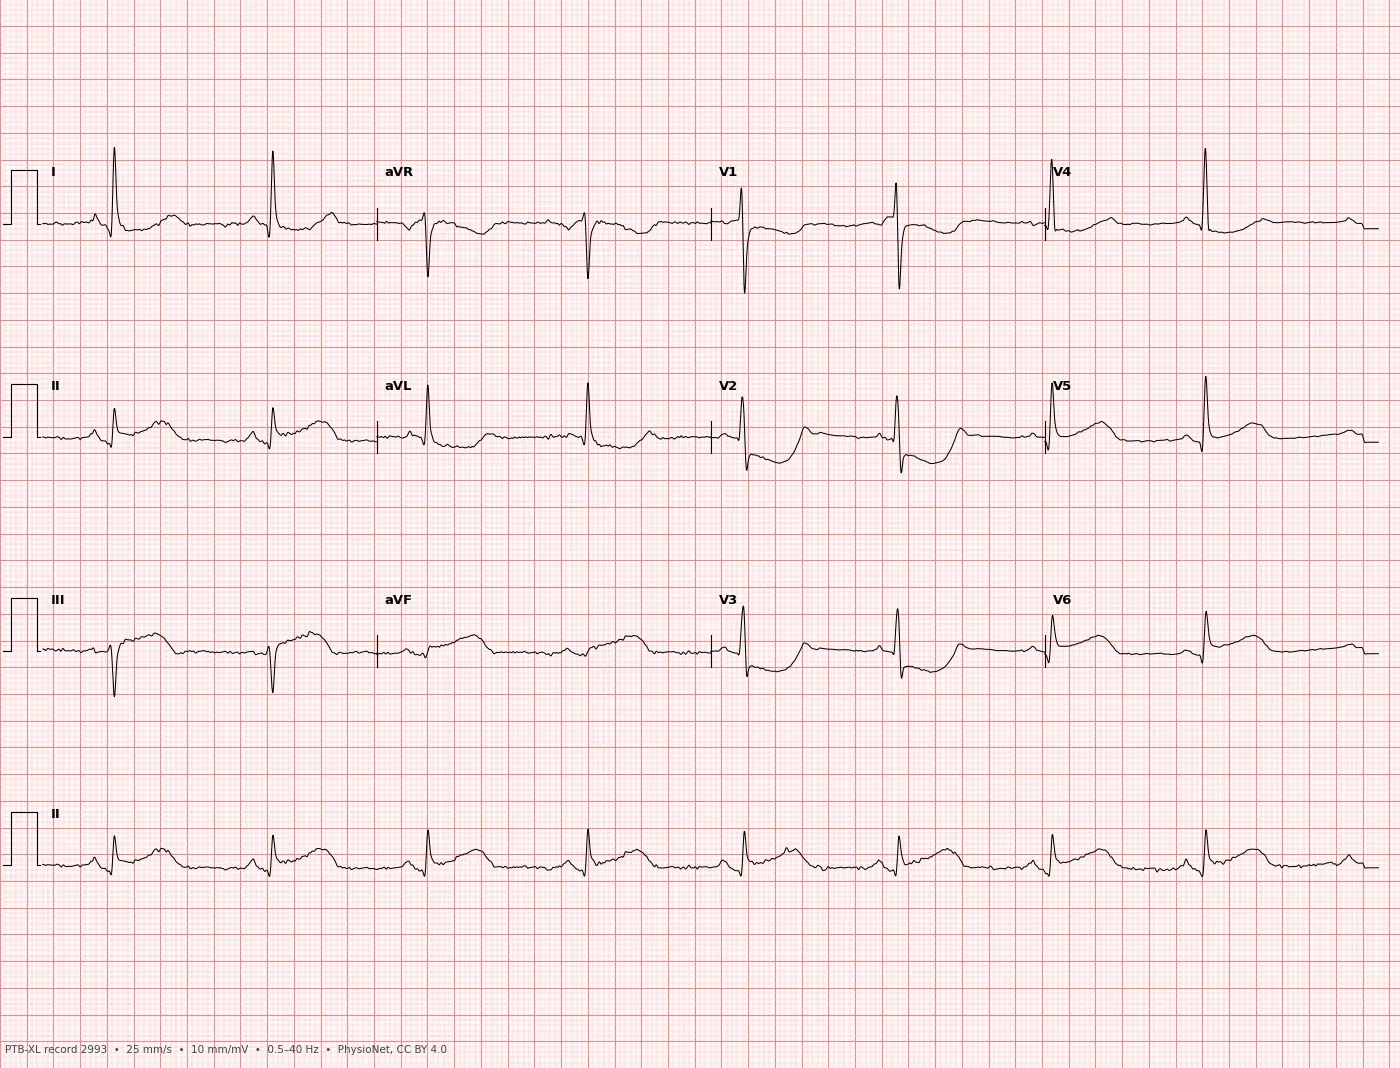 I aVR V1 V4
II aVL V2 V5
III aVF V3 V6
II
PTB-XL record 2993 • 25 mm/s • 10 mm/mV • 0.5–40 Hz • PhysioNet, CC BY 4.0